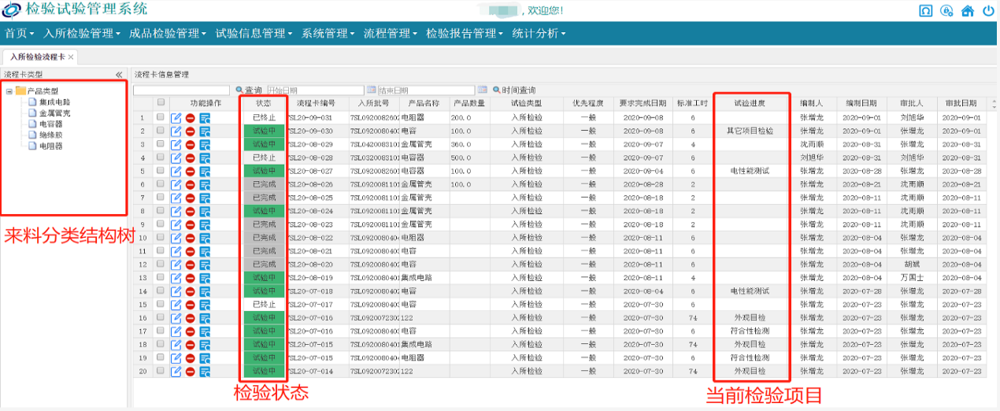 检验试验管理系统
，欢迎您!
首页 入所检验管理 成品检验管理 试验信息管理 系统管理 流程管理 检验报告管理 统计分析
入所检验流程卡
流程卡类型
产品类型
集成电路
金属管壳
电容器
绝缘胶
电阻器
来料分类结构树
流程卡信息管理
查询 开始日期 结束日期 时间查询
功能操作 状态 流程卡编号 入所批号 产品名称 产品数量 试验类型 优先程度 要求完成日期 标准工时 试验进度 编制人 编制日期 审批人 审批日期
1 已终止 7SL20-09-031 7SL092008260 电阻器 200.0 入所检验 一般 2020-09-08 6 张增龙 2020-09-01 刘旭华 2020-09-01
2 试验中 7SL20-09-030 7SL092008040 电容 100.0 入所检验 一般 2020-09-08 6 其它项目检验 张增龙 2020-09-01 张增龙 2020-09-01
3 试验中 7SL20-08-029 7SL042008310 金属管壳 360.0 入所检验 一般 2020-09-07 4 沈雨顺 2020-08-31 张增龙 2020-08-31
4 已终止 7SL20-08-028 7SL032008310 电容器 500.0 入所检验 一般 2020-09-07 6 刘旭华 2020-08-31 刘旭华 2020-08-31
5 试验中 7SL20-08-027 7SL092008260 电容器 100.0 入所检验 一般 2020-09-04 6 电性能测试 张增龙 2020-08-28 张增龙 2020-08-28
6 已完成 7SL20-08-026 7SL092008110 金属管壳 100.0 入所检验 一般 2020-08-28 2 张增龙 2020-08-21 沈雨顺 2020-08-21
7 已完成 7SL20-08-025 7SL092008110 金属管壳 入所检验 一般 2020-08-18 2 张增龙 2020-08-11 沈雨顺 2020-08-11
8 试验中 7SL20-08-024 7SL092008110 金属管壳 入所检验 一般 2020-08-18 2 张增龙 2020-08-11 沈雨顺 2020-08-11
9 已完成 7SL20-08-023 7SL092008110 金属管壳 入所检验 一般 2020-08-18 2 张增龙 2020-08-11 沈雨顺 2020-08-11
10 已完成 7SL20-08-022 7SL092008040 电阻器 入所检验 一般 2020-08-11 6 张增龙 2020-08-04 张增龙 2020-08-04
11 已完成 7SL20-08-021 7SL092008040 电容 入所检验 一般 2020-08-11 6 张增龙 2020-08-04 张增龙 2020-08-04
12 已完成 7SL20-08-020 7SL092008040 电容 入所检验 一般 2020-08-11 6 张增龙 2020-08-04 胡斌 2020-08-04
13 试验中 7SL20-08-019 7SL092008040 集成电路 入所检验 一般 2020-08-11 4 张增龙 2020-08-04 万国士 2020-08-04
14 试验中 7SL20-07-018 7SL092008040 电容 入所检验 一般 2020-08-04 6 电性能测试 张增龙 2020-07-28 张增龙 2020-07-28
15 已终止 7SL20-07-017 7SL092008040 电容 入所检验 一般 2020-07-30 6 张增龙 2020-07-23 张增龙 2020-07-23
16 试验中 7SL20-07-016 7SL092007230 122 入所检验 一般 2020-07-30 74 外观目检 张增龙 2020-07-23 张增龙 2020-07-23
17 试验中 7SL20-07-016 7SL092008040 电容 入所检验 一般 2020-07-30 6 符合性检测 张增龙 2020-07-23 张增龙 2020-07-23
18 试验中 7SL20-07-015 7SL092008040 集成电路 入所检验 一般 2020-07-30 74 外观目检 张增龙 2020-07-23 张增龙 2020-07-23
19 试验中 7SL20-07-015 7SL092008040 电阻器 入所检验 一般 2020-07-30 6 符合性检测 张增龙 2020-07-23 张增龙 2020-07-23
20 试验中 7SL20-07-014 7SL092007230 122 入所检验 一般 2020-07-30 74 外观目检 张增龙 2020-07-23 张增龙 2020-07-23
检验状态
当前检验项目